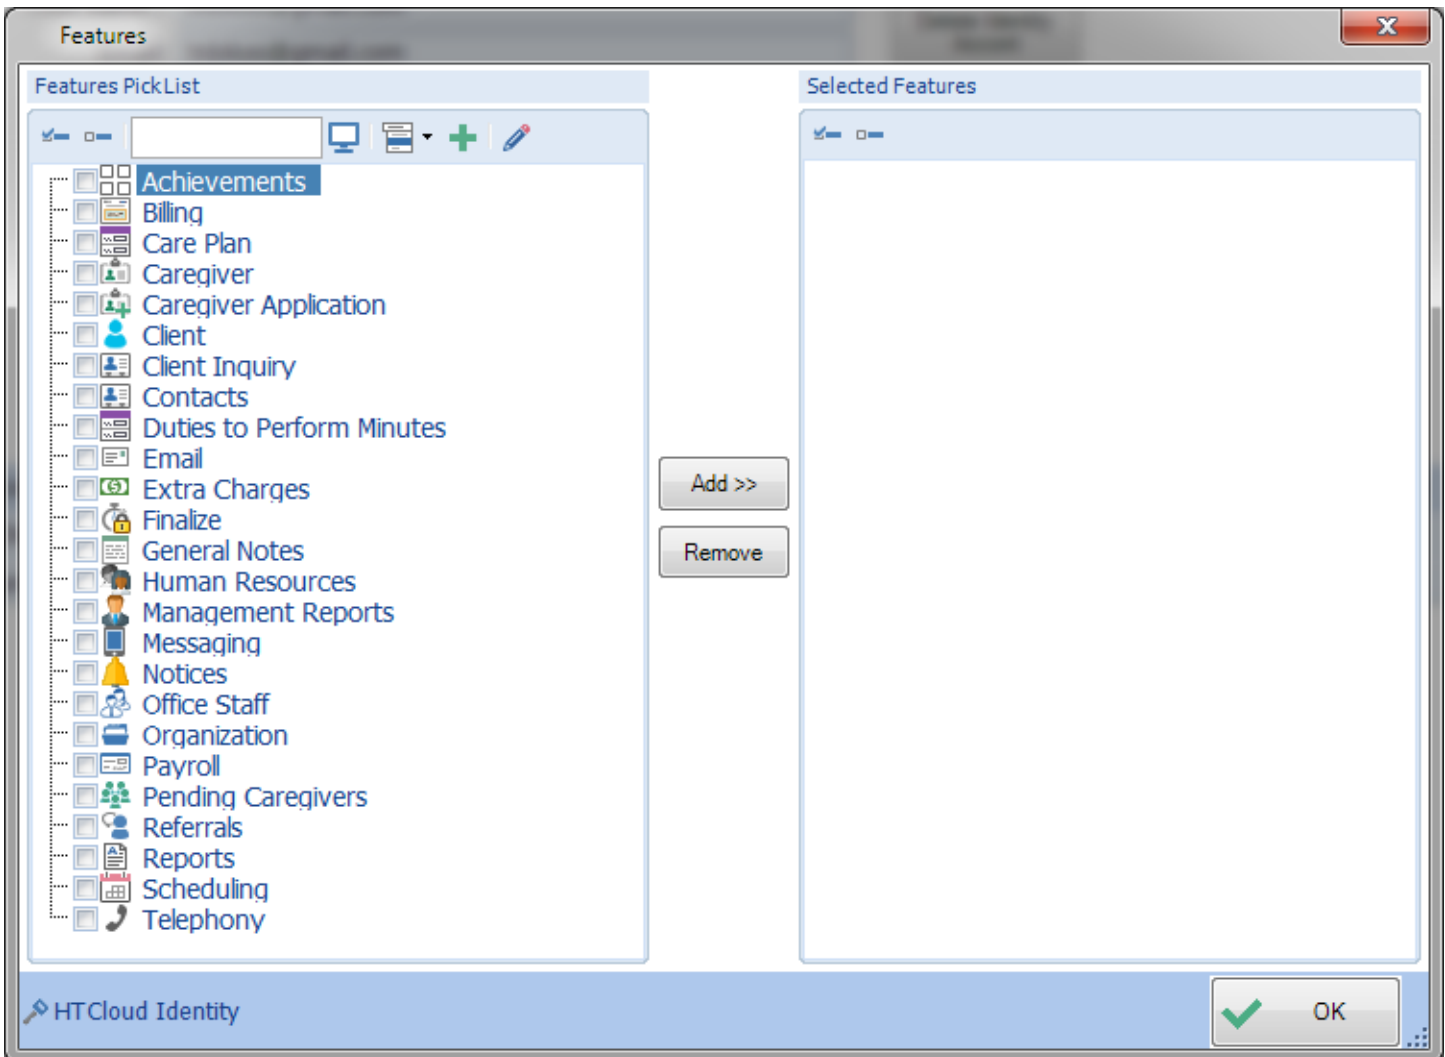 Features
Features PickList
Selected Features
Achievements
Billing
Care Plan
Caregiver
Caregiver Application
Client
Client Inquiry
Contacts
Duties to Perform Minutes
Email
Extra Charges
Finalize
General Notes
Human Resources
Management Reports
Messaging
Notices
Office Staff
Organization
Payroll
Pending Caregivers
Referrals
Reports
Scheduling
Telephony
Add >>
Remove
HTCloud Identity
OK